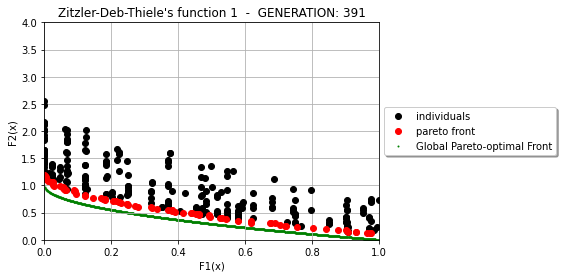 Zitzler-Deb-Thiele's function 1 - GENERATION: 391
4.0
3.5
3.0
2.5
2.0
1.5
1.0
0.5
0.0
F2(x)
0.0 0.2 0.4 0.6 0.8 1.0
F1(x)
individuals
pareto front
Global Pareto-optimal Front